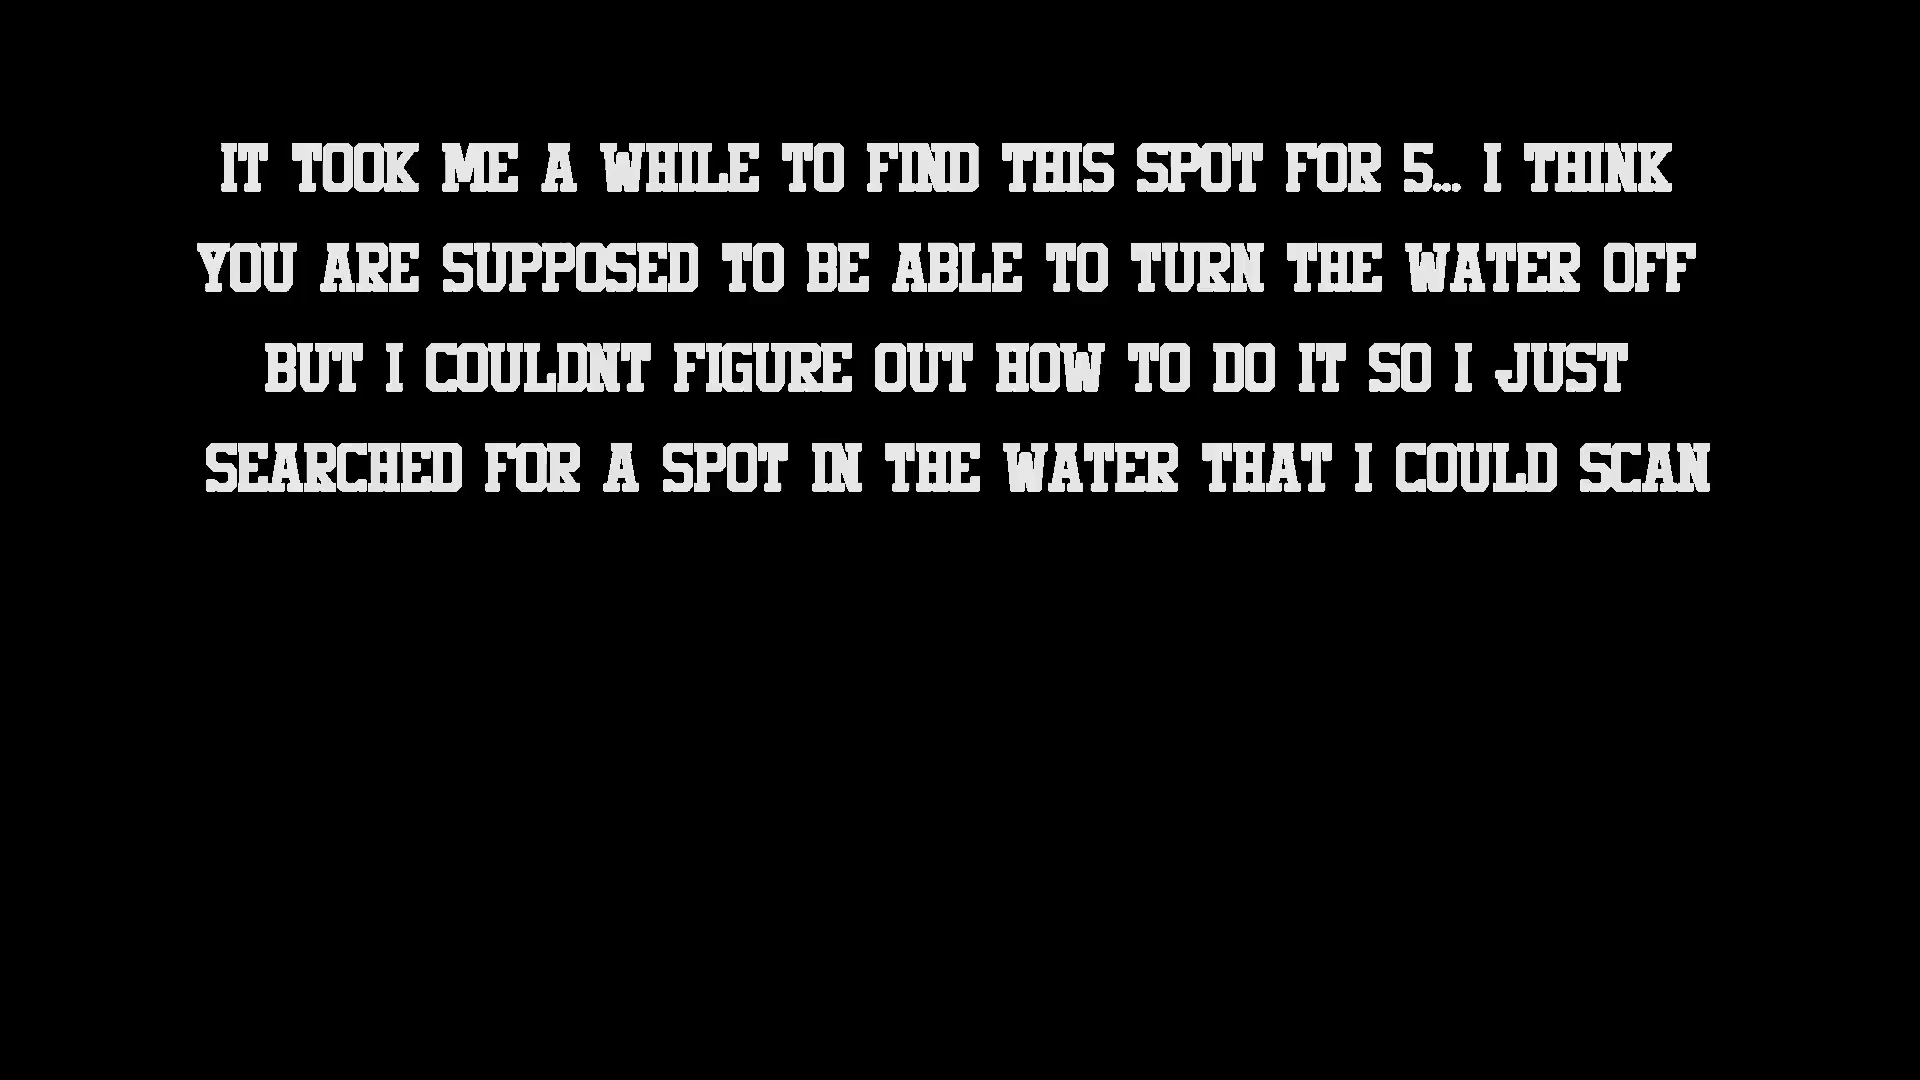 IT TOOK ME A WHILE TO FIND THIS SPOT FOR 5... I THINK
YOU ARE SUPPOSED TO BE ABLE TO TURN THE WATER OFF
BUT I COULDNT FIGURE OUT HOW TO DO IT SO I JUST
SEARCHED FOR A SPOT IN THE WATER THAT I COULD SCAN